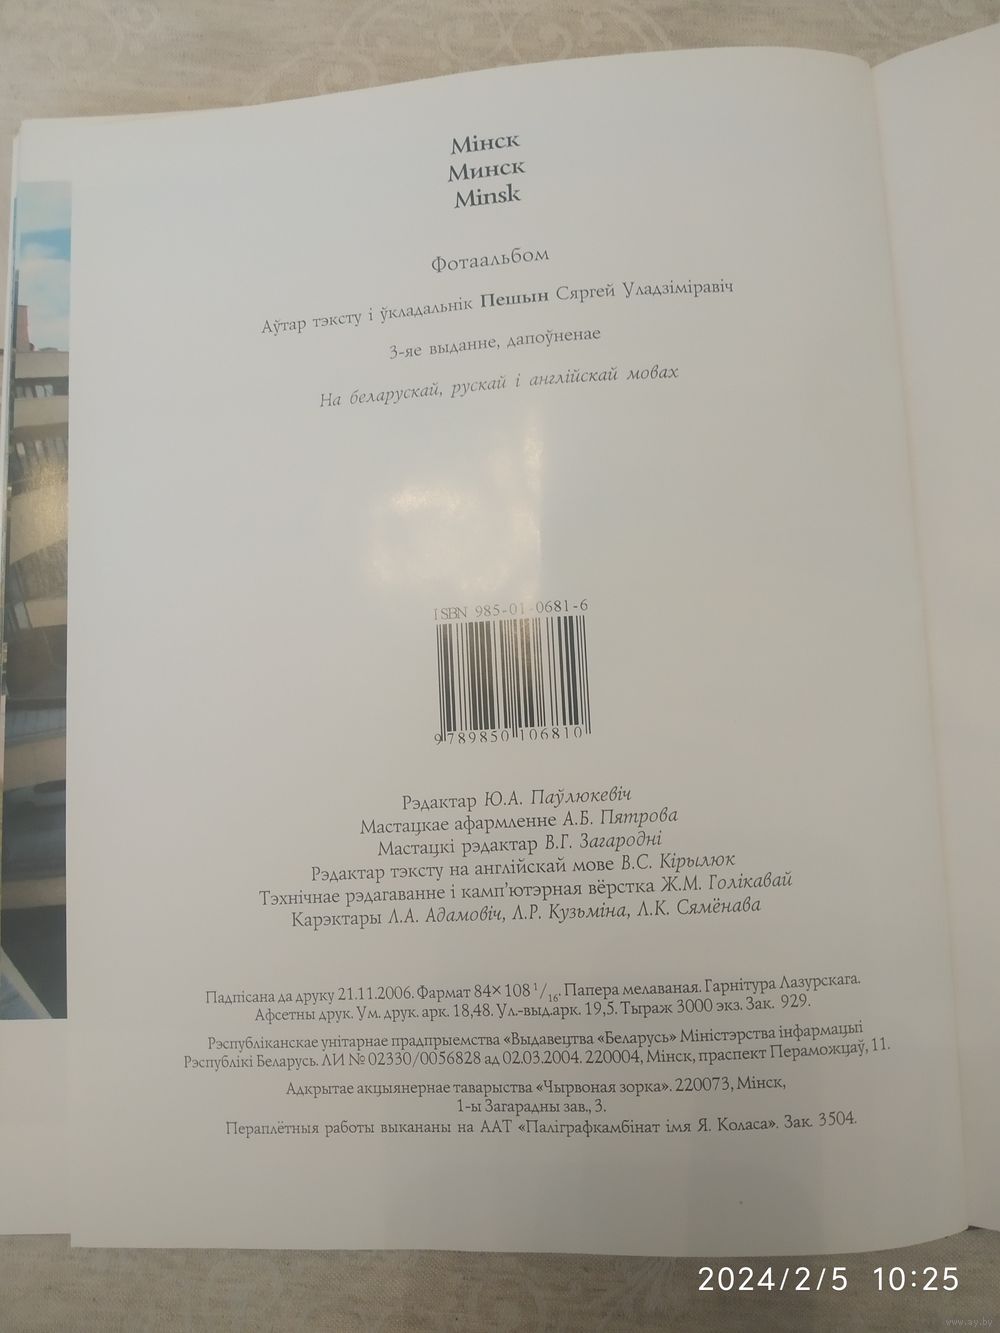 Мінск
Минск
Minsk
Фотаальбом
Аўтар тэксту і ўкладальнік Пешын Сяргей Уладзіміравіч
3-яе выданне, дапоўненае
На беларускай, рускай і англійскай мовах
ISBN 985-01-0681-6
9 789850 106810
Рэдактар Ю.А. Паўлюкевіч
Мастацкае афармленне А.Б. Пятрова
Мастацкі рэдактар В.Г. Загародні
Рэдактар тэксту на англійскай мове В.С. Кірылюк
Тэхнічнае рэдагаванне і камп'ютэрная вёрстка Ж.М. Голікавай
Карэктары Л.А. Адамовіч, Л.Р. Кузьміна, Л.К. Сямёнава
Падпісана да друку 21.11.2006. Фармат 84×108 1/16. Папера мелаваная. Гарнітура Лазурскага.
Афсетны друк. Ум. друк. арк. 18,48. Ул.-выд.арк. 19,5. Тыраж 3000 экз. Зак. 929.
Рэспубліканскае унітарнае прадпрыемства «Выдавецтва «Беларусь» Міністэрства інфармацыі
Рэспублікі Беларусь. ЛИ № 02330/0056828 ад 02.03.2004. 220004, Мінск, праспект Пераможцаў, 11.
Адкрытае акцыянернае таварыства «Чырвоная зорка». 220073, Мінск,
1-ы Загарадны зав., 3.
Пераплётныя работы выкананы на ААТ «Паліграфкамбінат імя Я. Коласа». Зак. 3504.
2024/2/5 10:25
www.ay.by